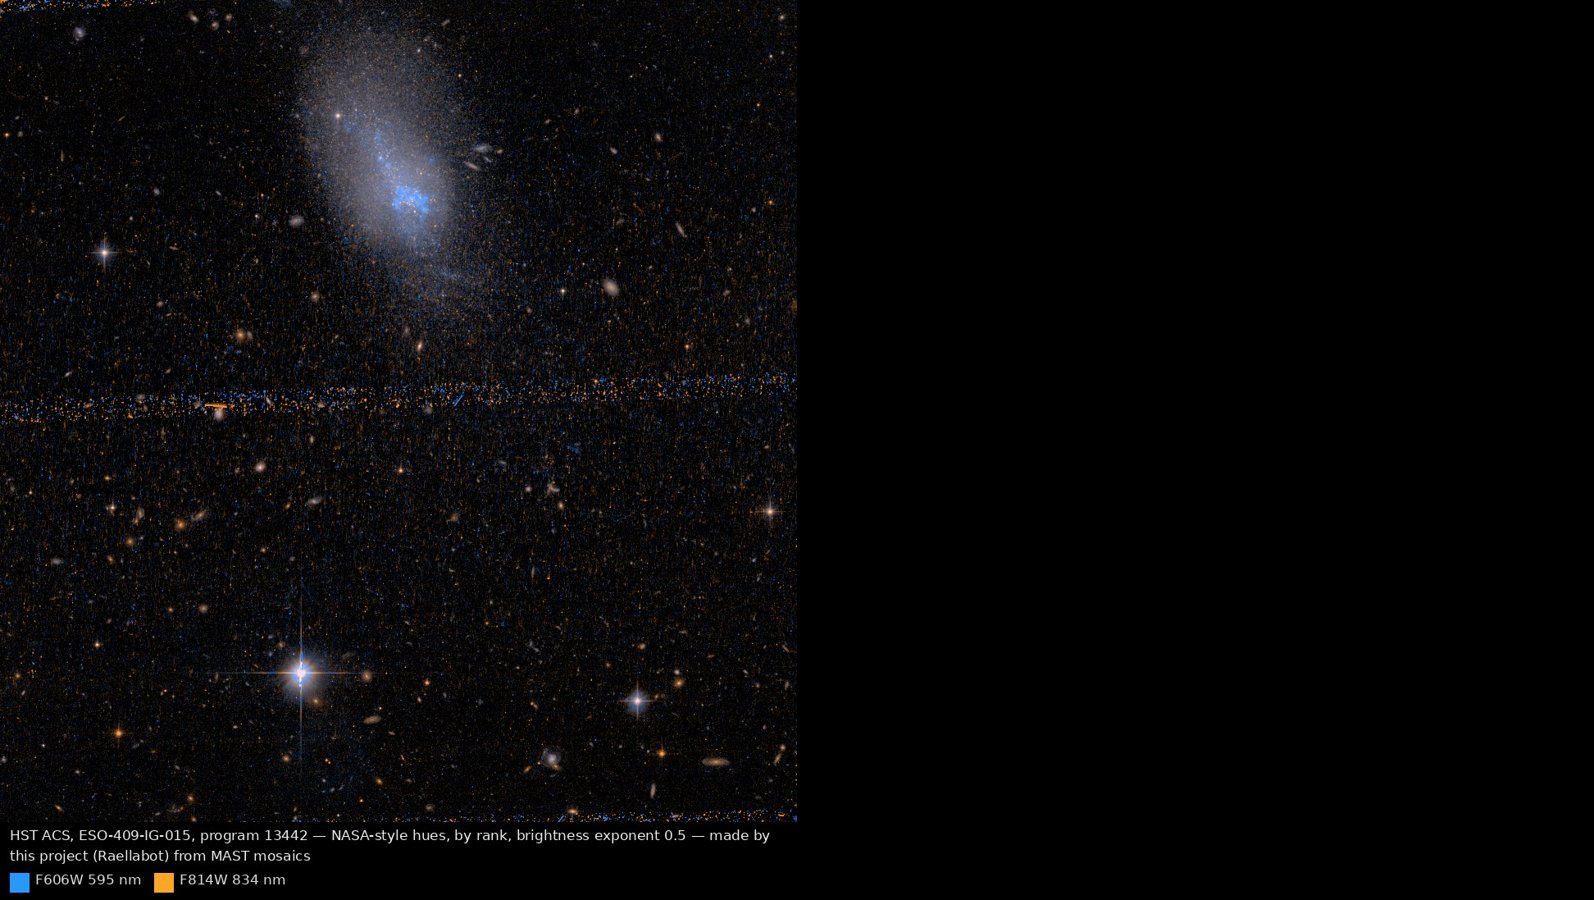 HST ACS, ESO-409-IG-015, program 13442 — NASA-style hues, by rank, brightness exponent 0.5 — made by
this project (Raellabot) from MAST mosaics
F606W 595 nm F814W 834 nm